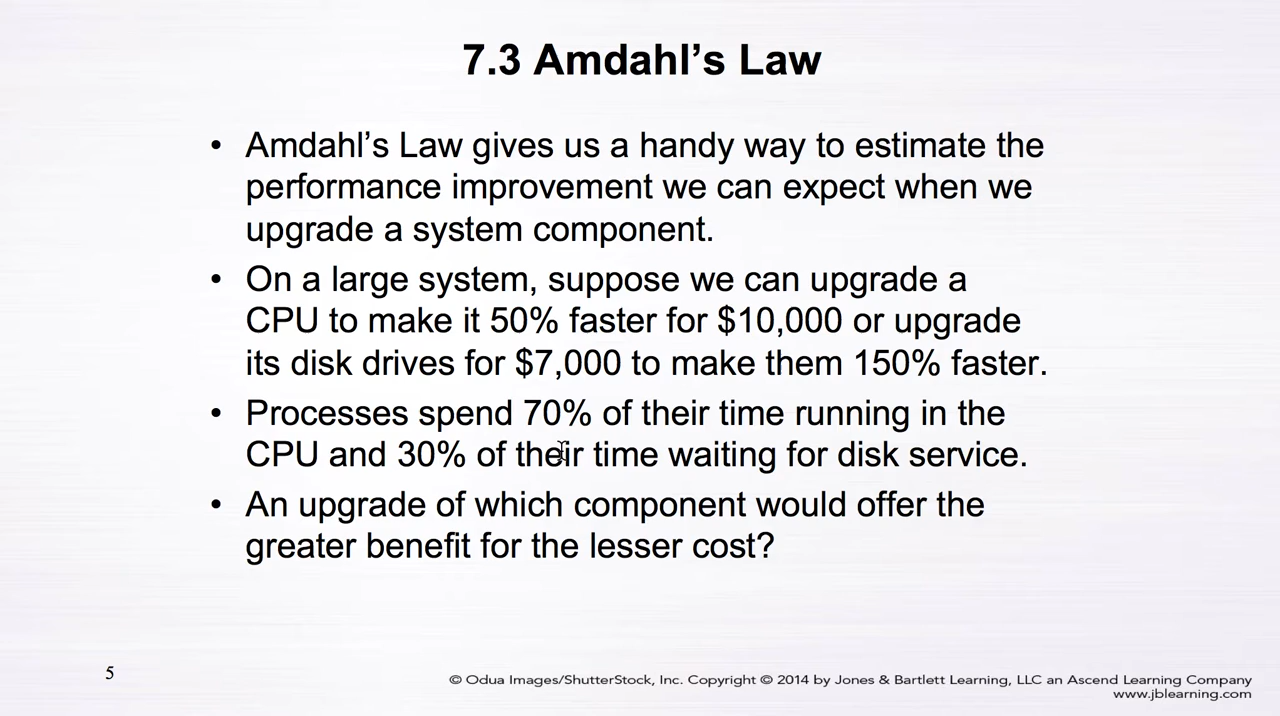 7.3 Amdahl’s Law
• Amdahl’s Law gives us a handy way to estimate the
performance improvement we can expect when we
upgrade a system component.
• On a large system, suppose we can upgrade a
CPU to make it 50% faster for $10,000 or upgrade
its disk drives for $7,000 to make them 150% faster.
• Processes spend 70% of their time running in the
CPU and 30% of their time waiting for disk service.
• An upgrade of which component would offer the
greater benefit for the lesser cost?
5
© Odua Images/ShutterStock, Inc. Copyright © 2014 by Jones & Bartlett Learning, LLC an Ascend Learning Company
www.jblearning.com